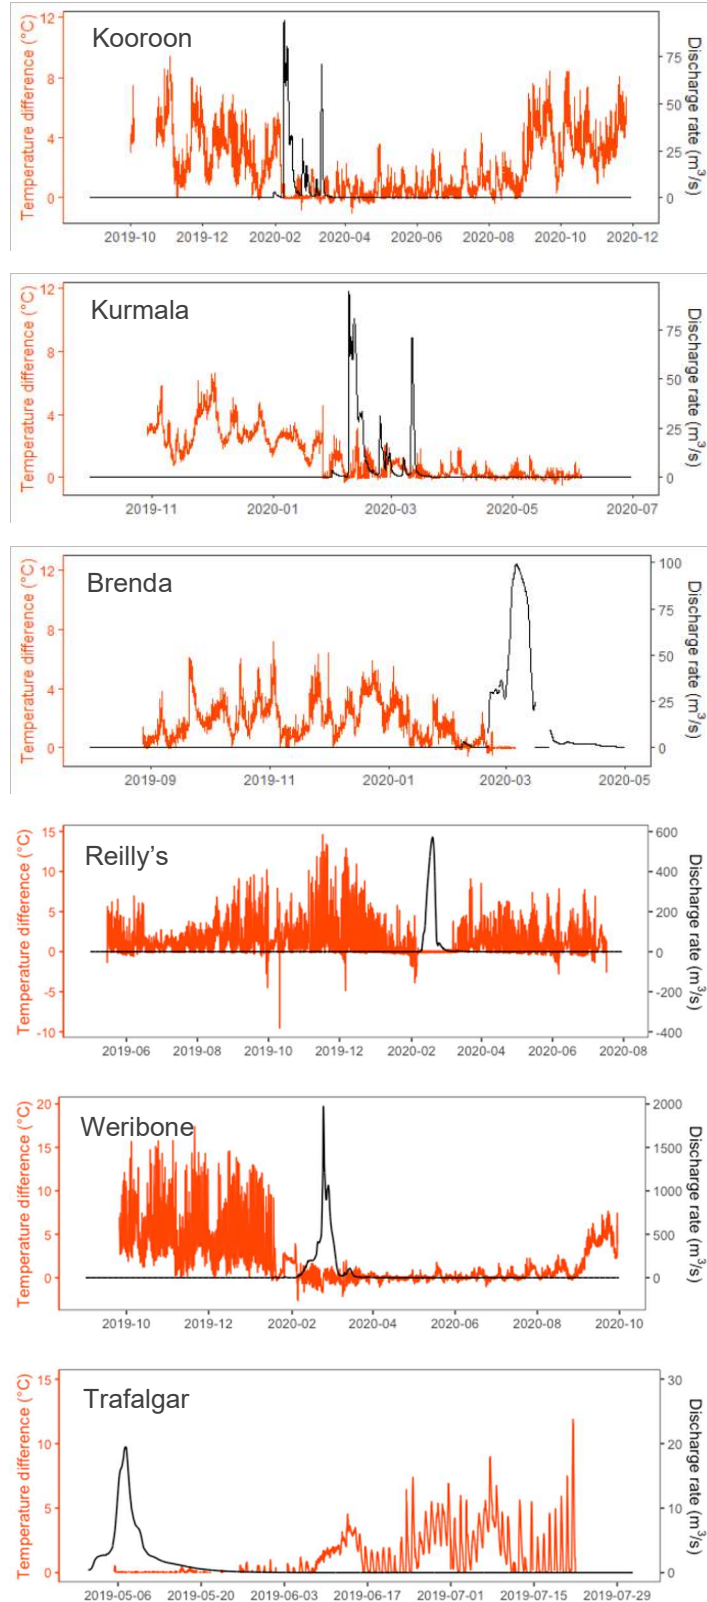 Kooroon
Temperature difference (°C)
12
8
4
0
75
50
25
0
Discharge rate (m³/s)
2019-10 2019-12 2020-02 2020-04 2020-06 2020-08 2020-10 2020-12
Kurmala
Temperature difference (°C)
12
8
4
0
75
50
25
0
Discharge rate (m³/s)
2019-11 2020-01 2020-03 2020-05 2020-07
Brenda
Temperature difference (°C)
12
8
4
0
100
75
50
25
0
Discharge rate (m³/s)
2019-09 2019-11 2020-01 2020-03 2020-05
Reilly’s
Temperature difference (°C)
15
10
5
0
-5
-10
600
400
200
0
-200
-400
Discharge rate (m³/s)
2019-06 2019-08 2019-10 2019-12 2020-02 2020-04 2020-06 2020-08
Weribone
Temperature difference (°C)
20
15
10
5
0
2000
1500
1000
500
0
Discharge rate (m³/s)
2019-10 2019-12 2020-02 2020-04 2020-06 2020-08 2020-10
Trafalgar
Temperature difference (°C)
15
10
5
0
30
20
10
0
Discharge rate (m³/s)
2019-05-06 2019-05-20 2019-06-03 2019-06-17 2019-07-01 2019-07-15 2019-07-29